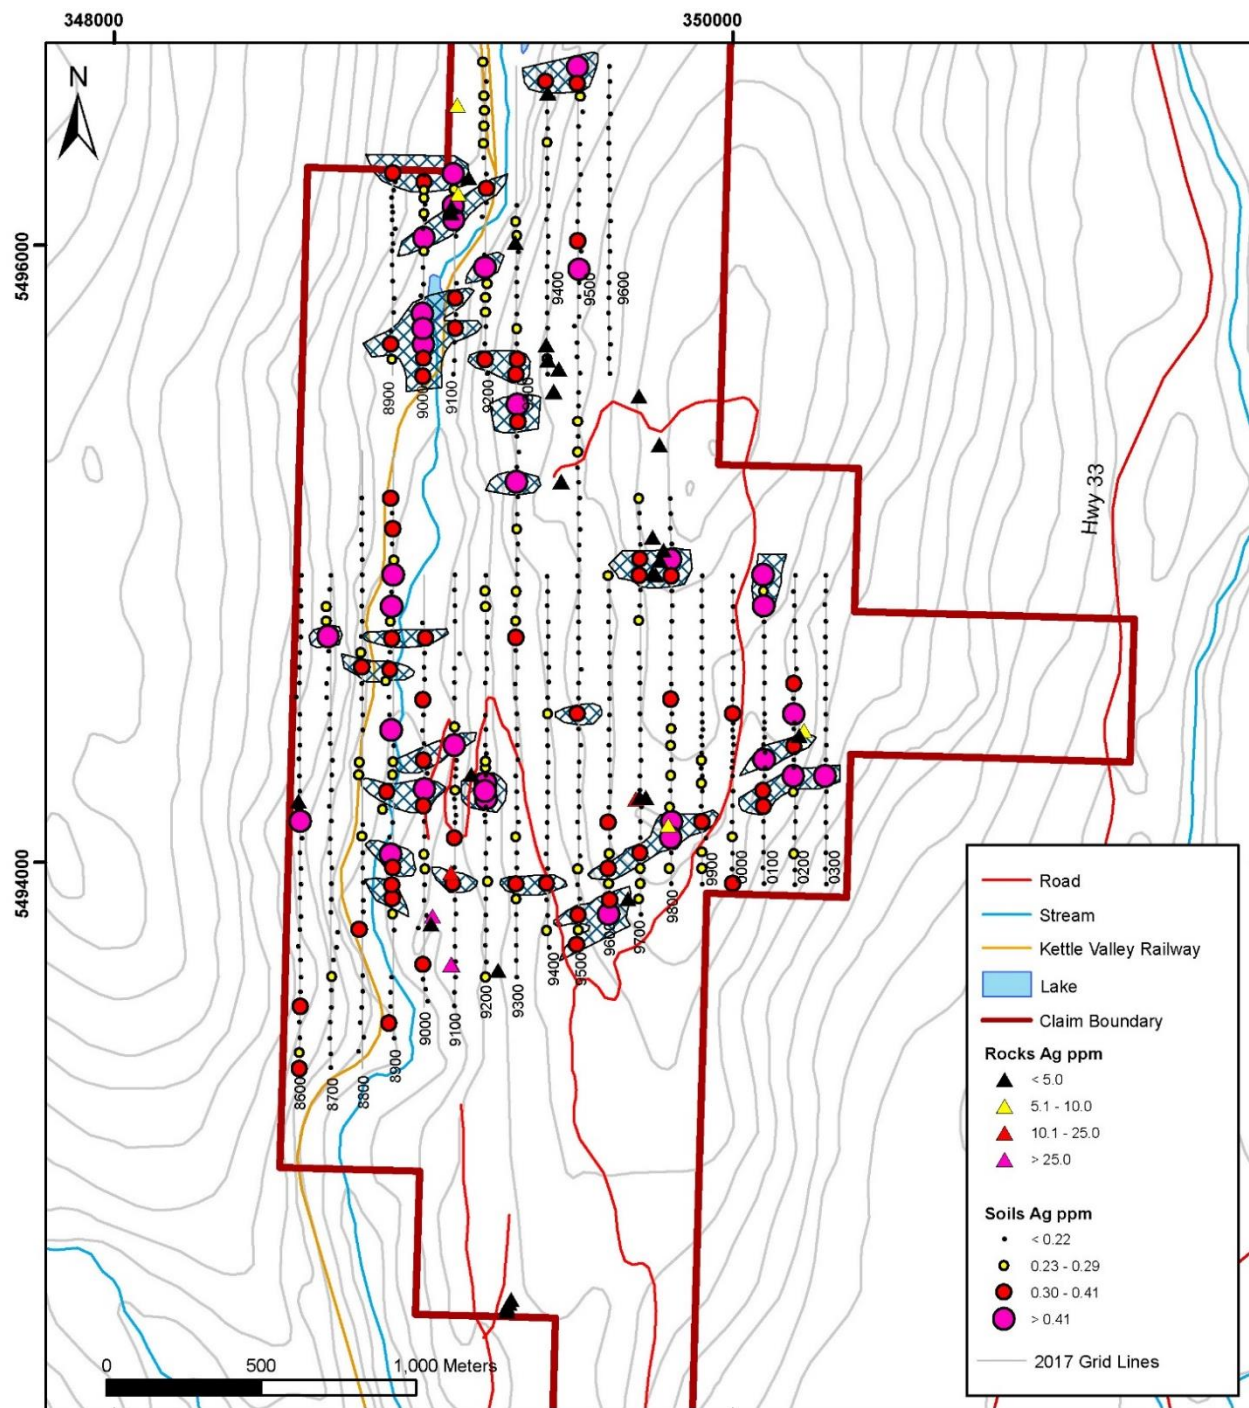 348000
350000
N
5496000
9400
9500
9600
8900
9000
9100
9200
Hwy 33
5494000
9900
0000
0100
0200
0300
9800
9700
9600
9500
9400
9300
9200
9100
9000
8900
8800
8700
8600
Road
Stream
Kettle Valley Railway
Lake
Claim Boundary
Rocks Ag ppm
< 5.0
5.1 - 10.0
10.1 - 25.0
> 25.0
Soils Ag ppm
< 0.22
0.23 - 0.29
0.30 - 0.41
> 0.41
2017 Grid Lines
0 500 1,000 Meters